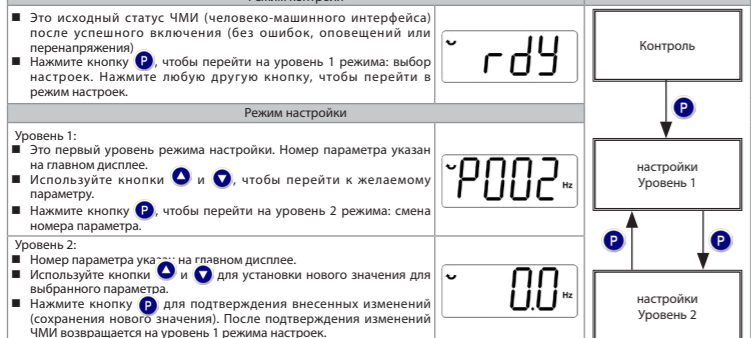 Режим контроля
Это исходный статус ЧМИ (человеко-машинного интерфейса)
после успешного включения (без ошибок, оповещений или
перенапряжения)
Нажмите кнопку P, чтобы перейти на уровень 1 режима: выбор
настроек. Нажмите любую другую кнопку, чтобы перейти в
режим настроек.
rdy
Контроль
P
Режим настройки
Уровень 1:
Это первый уровень режима настройки. Номер параметра указан
на главном дисплее.
Используйте кнопки и , чтобы перейти к желаемому
параметру.
Нажмите кнопку P, чтобы перейти на уровень 2 режима: смена
номера параметра.
P002 Hz
настройки
Уровень 1
P
P
Уровень 2:
Номер параметра указан на главном дисплее.
Используйте кнопки и для установки нового значения для
выбранного параметра.
Нажмите кнопку P для подтверждения внесенных изменений
(сохранения нового значения). После подтверждения изменений
ЧМИ возвращается на уровень 1 режима настроек.
0.0 Hz
настройки
Уровень 2